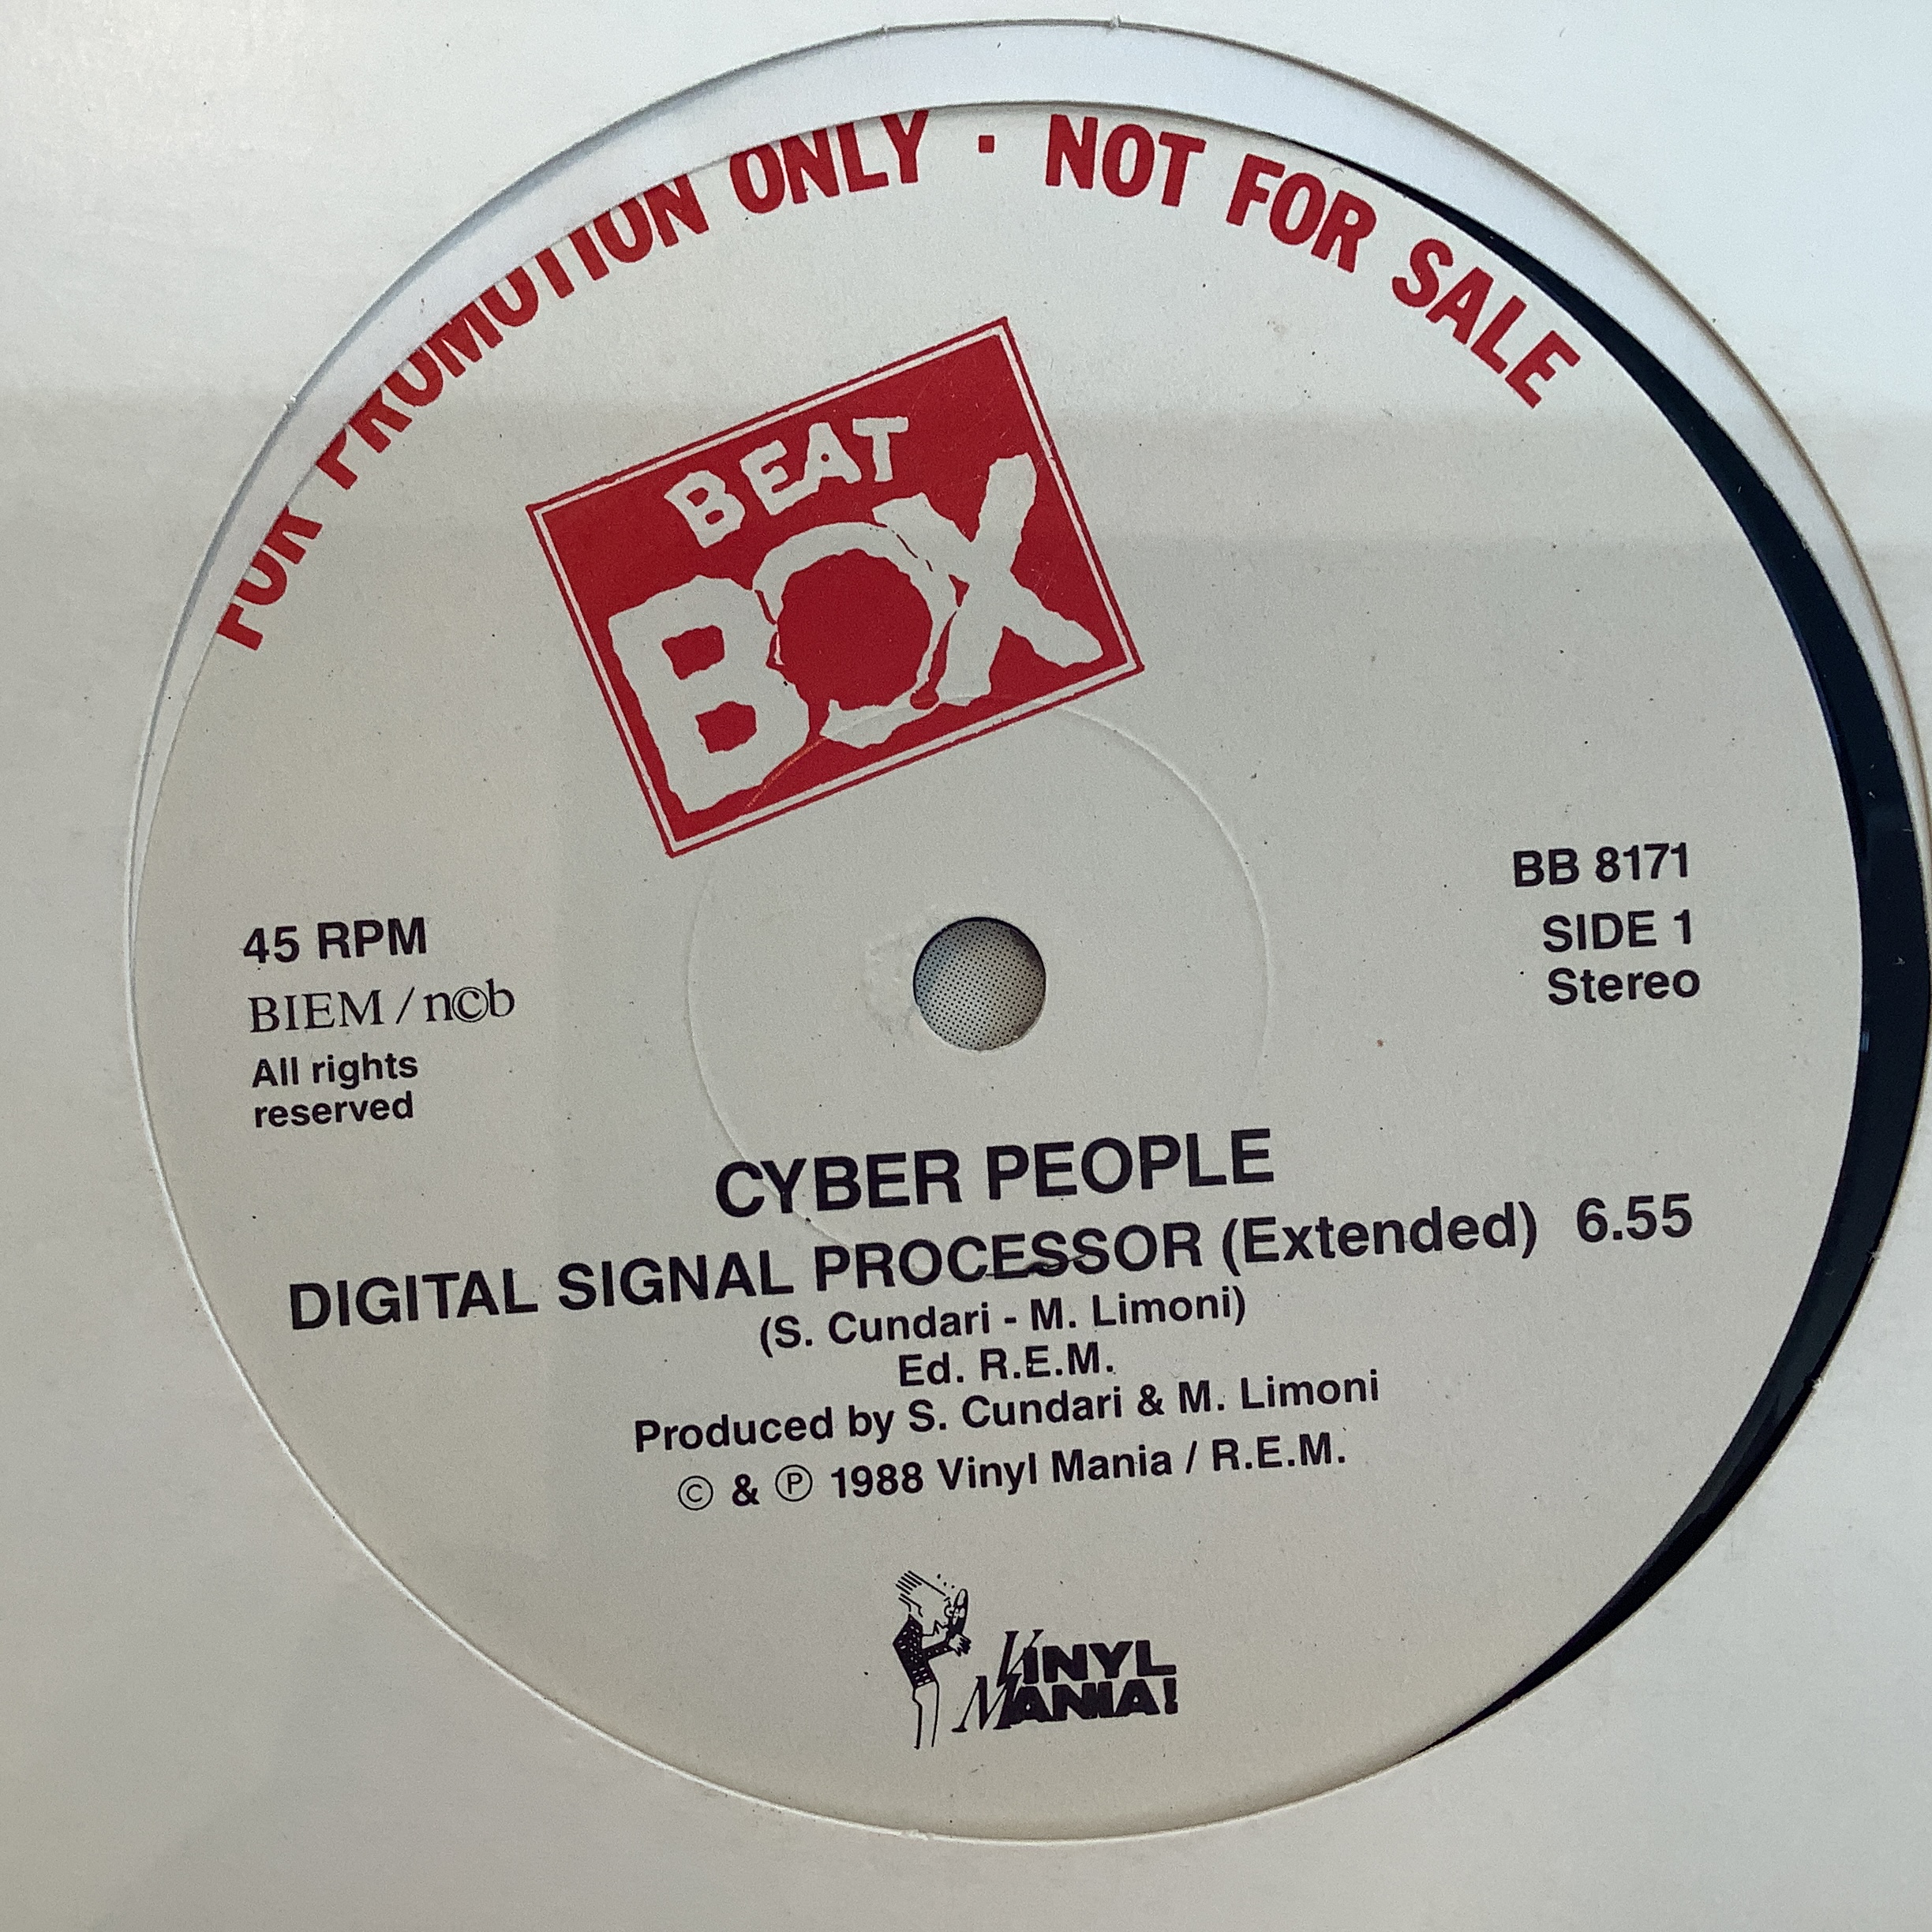 FOR PROMOTION ONLY · NOT FOR SALE
BEAT
BOX
45 RPM
BIEM / n©b
All rights
reserved
BB 8171
SIDE 1
Stereo
CYBER PEOPLE
DIGITAL SIGNAL PROCESSOR (Extended) 6.55
(S. Cundari - M. Limoni)
Ed. R.E.M.
Produced by S. Cundari & M. Limoni
© & ℗ 1988 Vinyl Mania / R.E.M.
VINYL
MANIA!